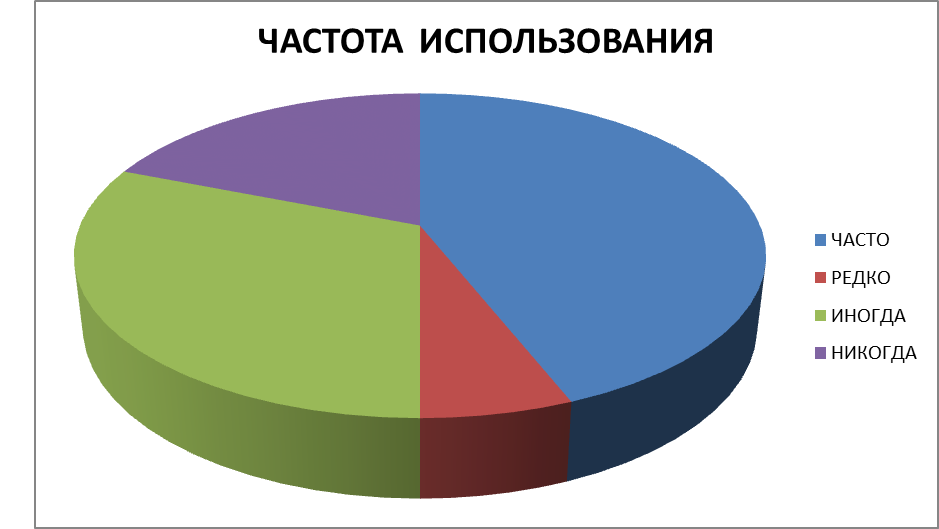 ЧАСТОТА ИСПОЛЬЗОВАНИЯ
ЧАСТО
РЕДКО
ИНОГДА
НИКОГДА